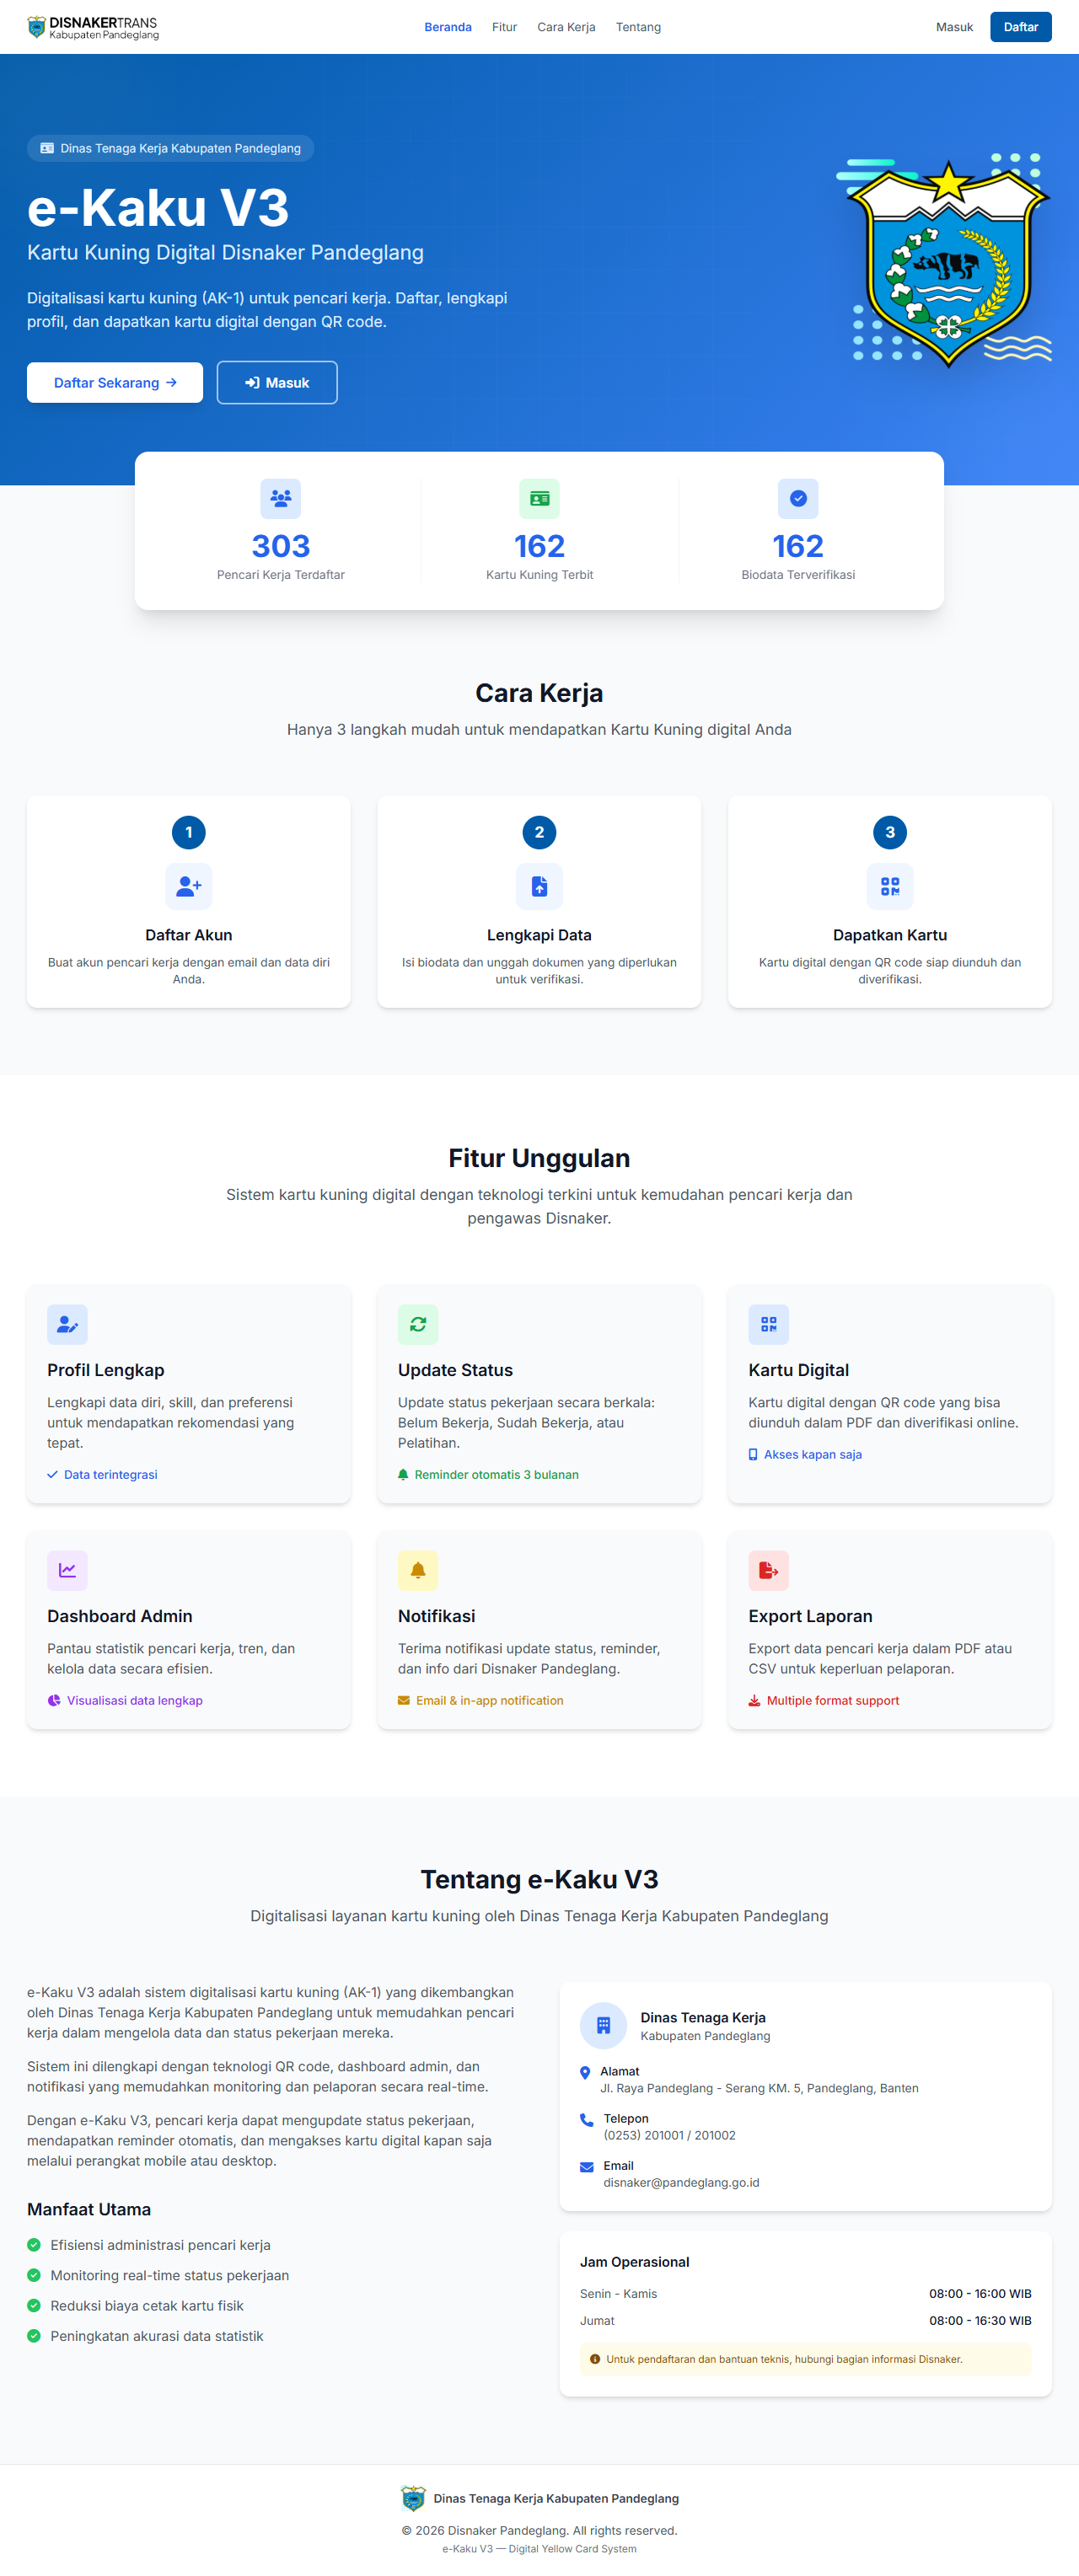 DISNAKERTRANS
Kabupaten Pandeglang
Beranda
Fitur
Cara Kerja
Tentang
Masuk
Daftar
Dinas Tenaga Kerja Kabupaten Pandeglang
e-Kaku V3
Kartu Kuning Digital Disnaker Pandeglang
Digitalisasi kartu kuning (AK-1) untuk pencari kerja. Daftar, lengkapi
profil, dan dapatkan kartu digital dengan QR code.
Daftar Sekarang
Masuk
303
Pencari Kerja Terdaftar
162
Kartu Kuning Terbit
162
Biodata Terverifikasi
Cara Kerja
Hanya 3 langkah mudah untuk mendapatkan Kartu Kuning digital Anda
1
Daftar Akun
Buat akun pencari kerja dengan email dan data diri
Anda.
2
Lengkapi Data
Isi biodata dan unggah dokumen yang diperlukan
untuk verifikasi.
3
Dapatkan Kartu
Kartu digital dengan QR code siap diunduh dan
diverifikasi.
Fitur Unggulan
Sistem kartu kuning digital dengan teknologi terkini untuk kemudahan pencari kerja dan
pengawas Disnaker.
Profil Lengkap
Lengkapi data diri, skill, dan preferensi
untuk mendapatkan rekomendasi yang
tepat.
Data terintegrasi
Update Status
Update status pekerjaan secara berkala:
Belum Bekerja, Sudah Bekerja, atau
Pelatihan.
Reminder otomatis 3 bulanan
Kartu Digital
Kartu digital dengan QR code yang bisa
diunduh dalam PDF dan diverifikasi online.
Akses kapan saja
Dashboard Admin
Pantau statistik pencari kerja, tren, dan
kelola data secara efisien.
Visualisasi data lengkap
Notifikasi
Terima notifikasi update status, reminder,
dan info dari Disnaker Pandeglang.
Email & in-app notification
Export Laporan
Export data pencari kerja dalam PDF atau
CSV untuk keperluan pelaporan.
Multiple format support
Tentang e-Kaku V3
Digitalisasi layanan kartu kuning oleh Dinas Tenaga Kerja Kabupaten Pandeglang
e-Kaku V3 adalah sistem digitalisasi kartu kuning (AK-1) yang dikembangkan
oleh Dinas Tenaga Kerja Kabupaten Pandeglang untuk memudahkan pencari
kerja dalam mengelola data dan status pekerjaan mereka.
Sistem ini dilengkapi dengan teknologi QR code, dashboard admin, dan
notifikasi yang memudahkan monitoring dan pelaporan secara real-time.
Dengan e-Kaku V3, pencari kerja dapat mengupdate status pekerjaan,
mendapatkan reminder otomatis, dan mengakses kartu digital kapan saja
melalui perangkat mobile atau desktop.
Manfaat Utama
Efisiensi administrasi pencari kerja
Monitoring real-time status pekerjaan
Reduksi biaya cetak kartu fisik
Peningkatan akurasi data statistik
Dinas Tenaga Kerja
Kabupaten Pandeglang
Alamat
Jl. Raya Pandeglang - Serang KM. 5, Pandeglang, Banten
Telepon
(0253) 201001 / 201002
Email
disnaker@pandeglang.go.id
Jam Operasional
Senin - Kamis 08:00 - 16:00 WIB
Jumat 08:00 - 16:30 WIB
Untuk pendaftaran dan bantuan teknis, hubungi bagian informasi Disnaker.
Dinas Tenaga Kerja Kabupaten Pandeglang
© 2026 Disnaker Pandeglang. All rights reserved.
e-Kaku V3 — Digital Yellow Card System